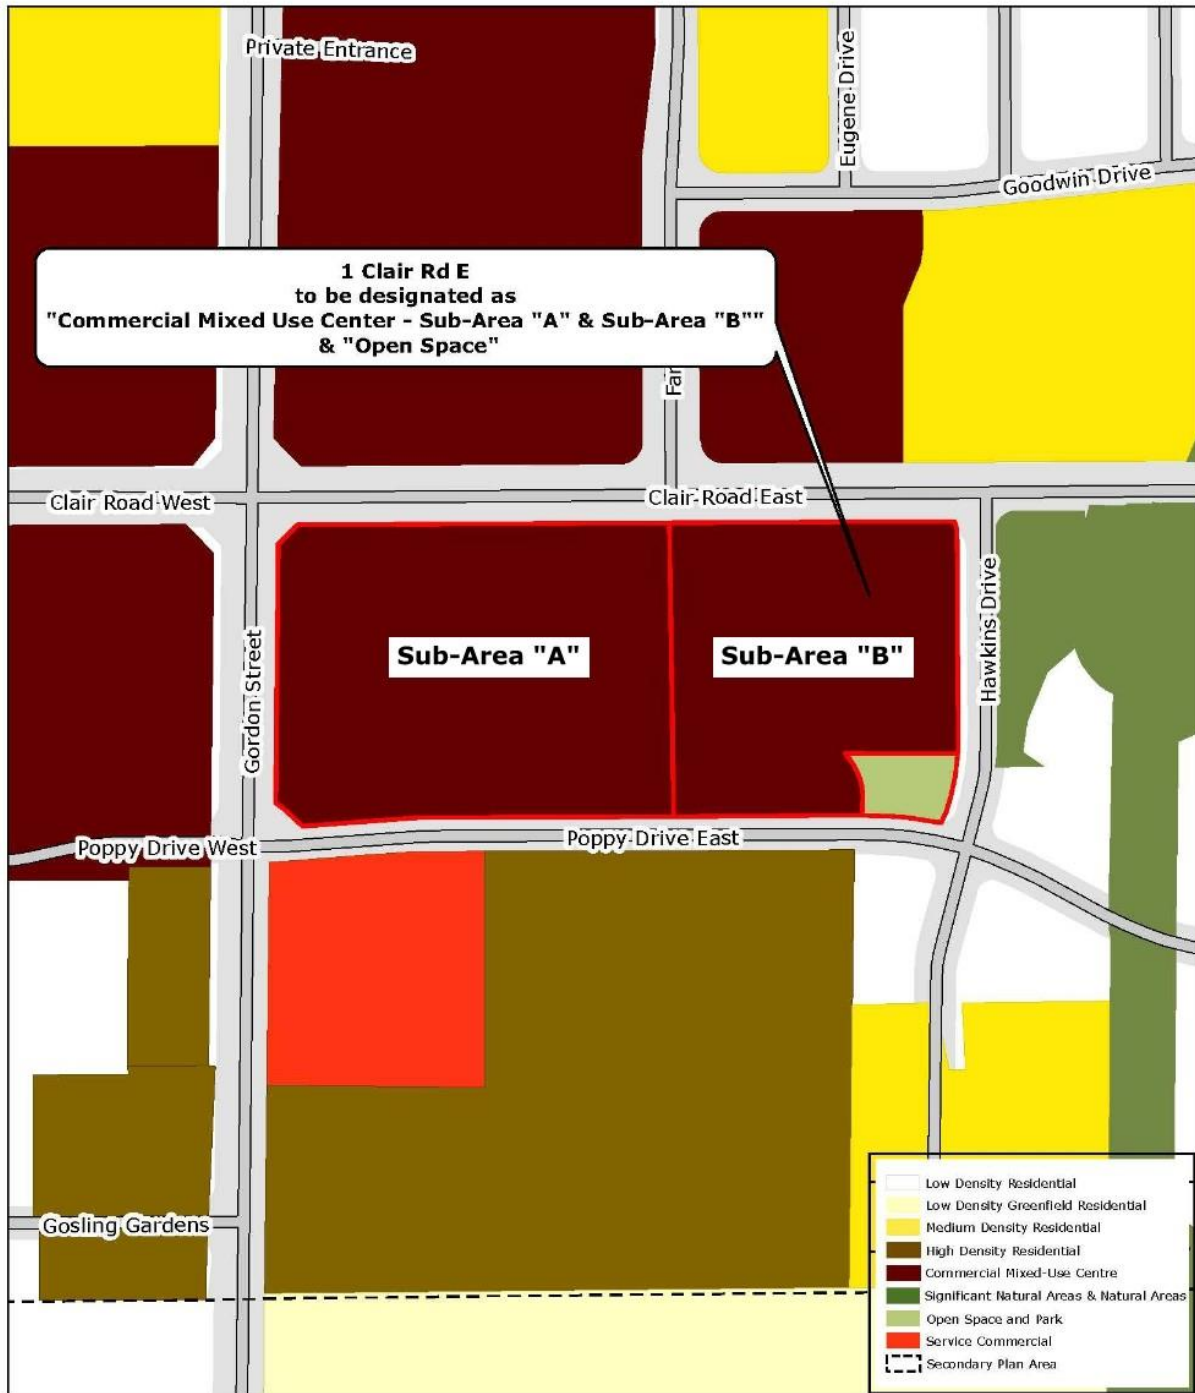 Private Entrance
Eugene Drive
Goodwin Drive
1 Clair Rd E
to be designated as
"Commercial Mixed Use Center - Sub-Area "A" & Sub-Area "B""
& "Open Space"
Clair Road West
Clair Road East
Sub-Area "A"
Sub-Area "B"
Gordon Street
Hawkins Drive
Poppy Drive West
Poppy Drive East
Gosling Gardens
Low Density Residential
Low Density Greenfield Residential
Medium Density Residential
High Density Residential
Commercial Mixed-Use Centre
Significant Natural Areas & Natural Areas
Open Space and Park
Service Commercial
Secondary Plan Area